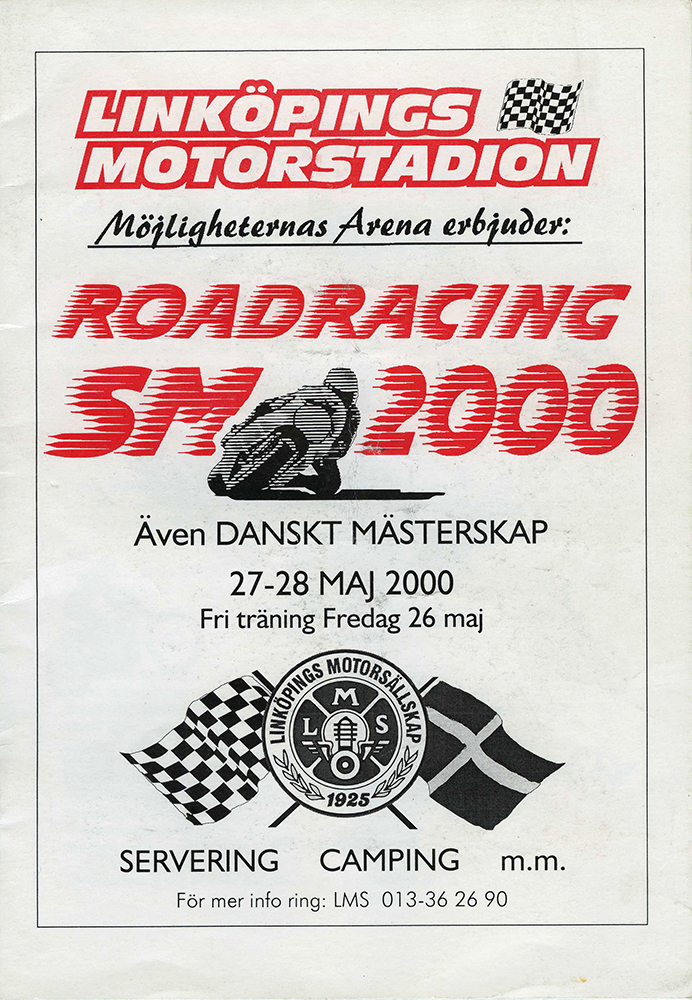 LINKÖPINGS
MOTORSTADION
Möjligheternas Arena erbjuder:
ROADRACING
SM 2000
Även DANSKT MÄSTERSKAP
27-28 MAJ 2000
Fri träning Fredag 26 maj
LINKÖPINGS MOTORSÄLLSKAP
M
L S
1925
SERVERING CAMPING m.m.
För mer info ring: LMS 013-36 26 90